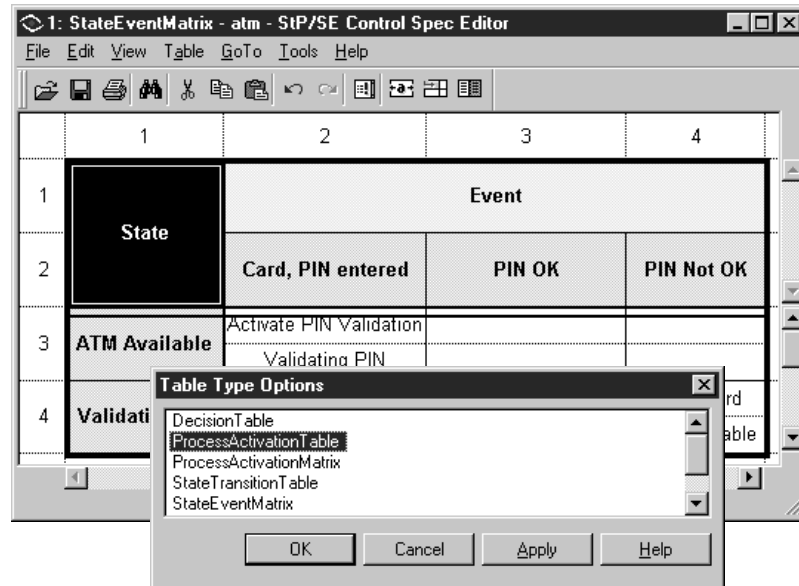 1: StateEventMatrix - atm - StP/SE Control Spec Editor
File Edit View Table GoTo Tools Help
1 2 3 4
1 State Event
2 Card, PIN entered PIN OK PIN Not OK
3 ATM Available Activate PIN Validation
Validating PIN
Table Type Options
4 Validati rd
able
DecisionTable
ProcessActivationTable
ProcessActivationMatrix
StateTransitionTable
StateEventMatrix
OK Cancel Apply Help